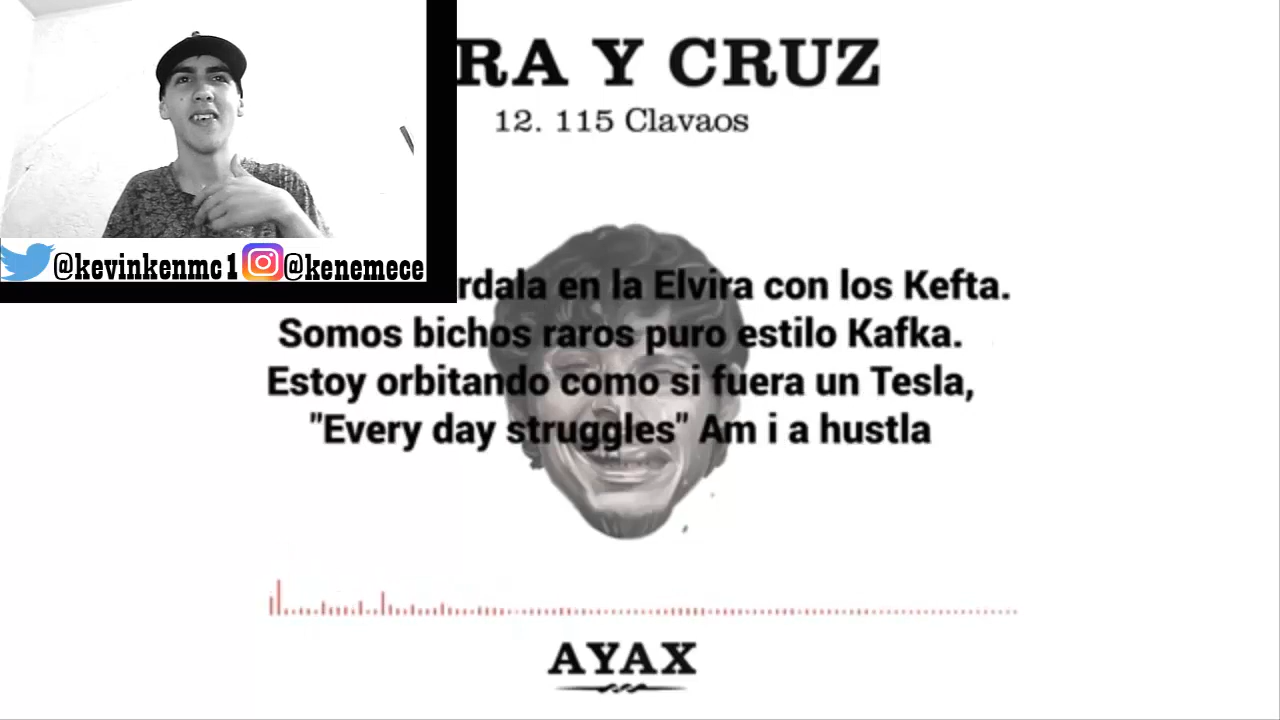 RA Y CRUZ
12. 115 Clavaos
@kevinkenmc1 @kenemece
rdala en la Elvira con los Kefta.
Somos bichos raros puro estilo Kafka.
Estoy orbitando como si fuera un Tesla,
"Every day struggles" Am i a hustla
AYAX